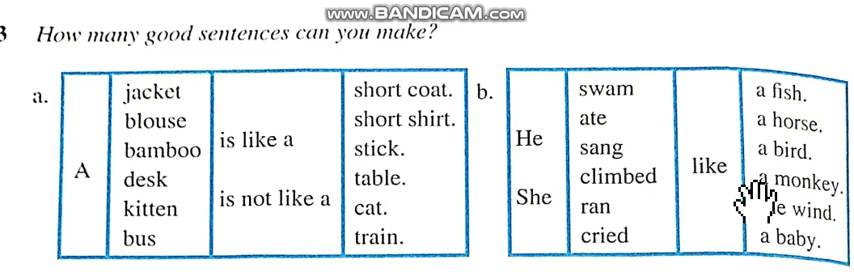 www.BANDICAM.com
3 How many good sentences can you make?
a.
A
jacket
blouse
bamboo
desk
kitten
bus
is like a
is not like a
short coat.
short shirt.
stick.
table.
cat.
train.
b.
He
She
swam
ate
sang
climbed
ran
cried
like
a fish.
a horse.
a bird.
a monkey.
wind.
a baby.